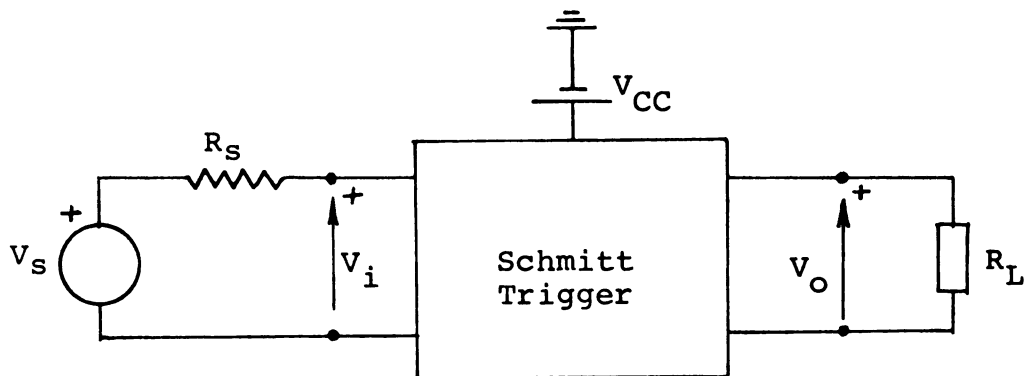 V_CC
R_S
+
+
+
V_s
V_i
Schmitt
Trigger
V_o
R_L